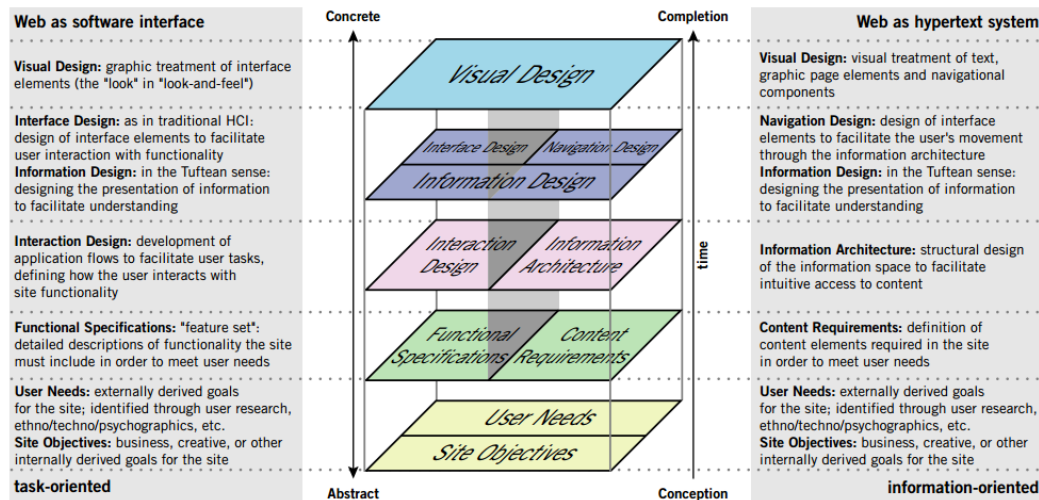 Web as software interface
Visual Design: graphic treatment of interface
elements (the "look" in "look-and-feel")
Interface Design: as in traditional HCI:
design of interface elements to facilitate
user interaction with functionality
Information Design: in the Tuftean sense:
designing the presentation of information
to facilitate understanding
Interaction Design: development of
application flows to facilitate user tasks,
defining how the user interacts with
site functionality
Functional Specifications: "feature set":
detailed descriptions of functionality the site
must include in order to meet user needs
User Needs: externally derived goals
for the site; identified through user research,
ethno/techno/psychographics, etc.
Site Objectives: business, creative, or other
internally derived goals for the site
task-oriented
Concrete
Completion
Visual Design
Interface Design
Navigation Design
Information Design
Interaction
Design
Information
Architecture
Functional
Specifications
Content
Requirements
User Needs
Site Objectives
time
Abstract
Conception
Web as hypertext system
Visual Design: visual treatment of text,
graphic page elements and navigational
components
Navigation Design: design of interface
elements to facilitate the user's movement
through the information architecture
Information Design: in the Tuftean sense:
designing the presentation of information
to facilitate understanding
Information Architecture: structural design
of the information space to facilitate
intuitive access to content
Content Requirements: definition of
content elements required in the site
in order to meet user needs
User Needs: externally derived goals
for the site; identified through user research,
ethno/techno/psychographics, etc.
Site Objectives: business, creative, or other
internally derived goals for the site
information-oriented